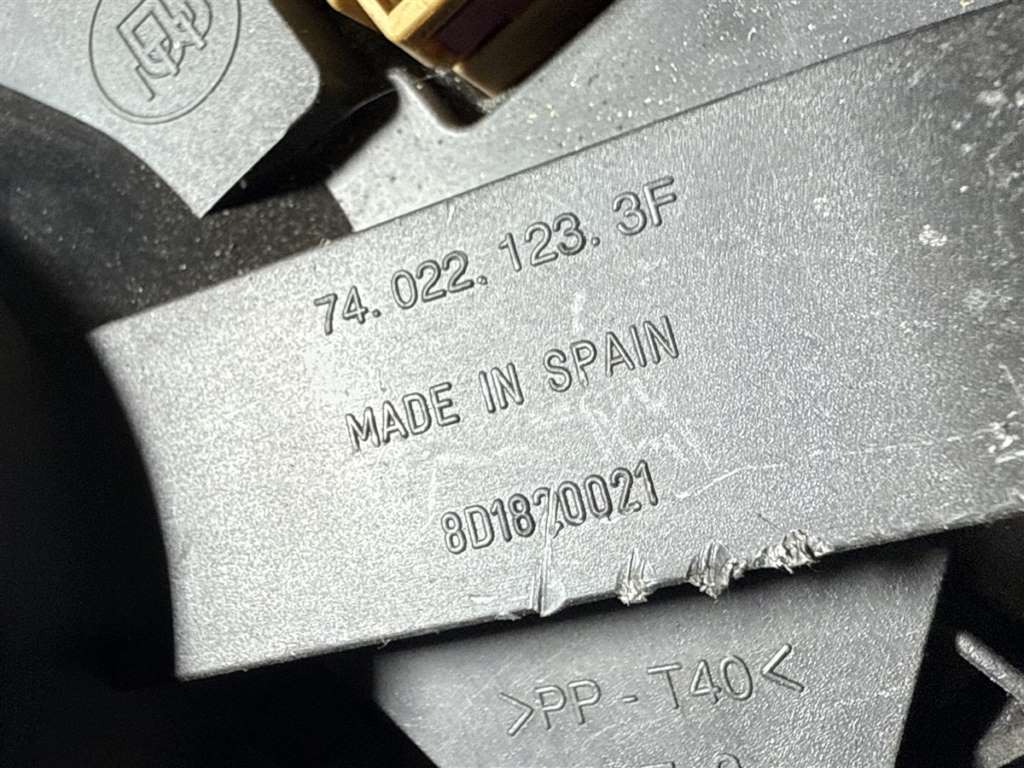 74.022.123.3F
MADE IN SPAIN
8D1820021
>PP-T40<